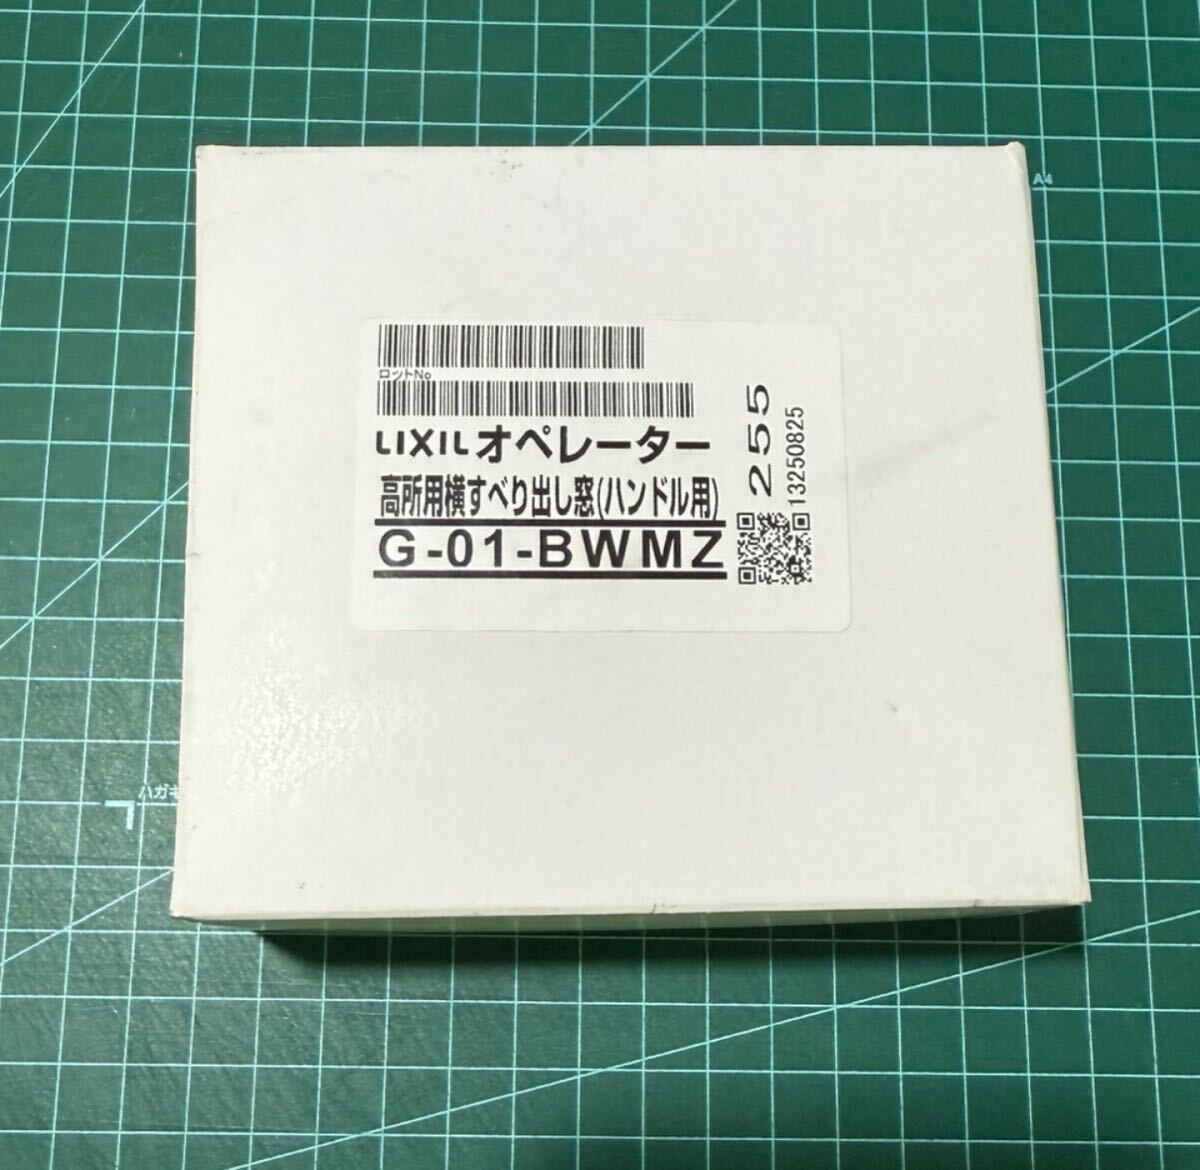 ロットNo
LIXILオペレーター
高所用横すべり出し窓(ハンドル用)
G-01-BWMZ
255
13250825
A4
ハガキ